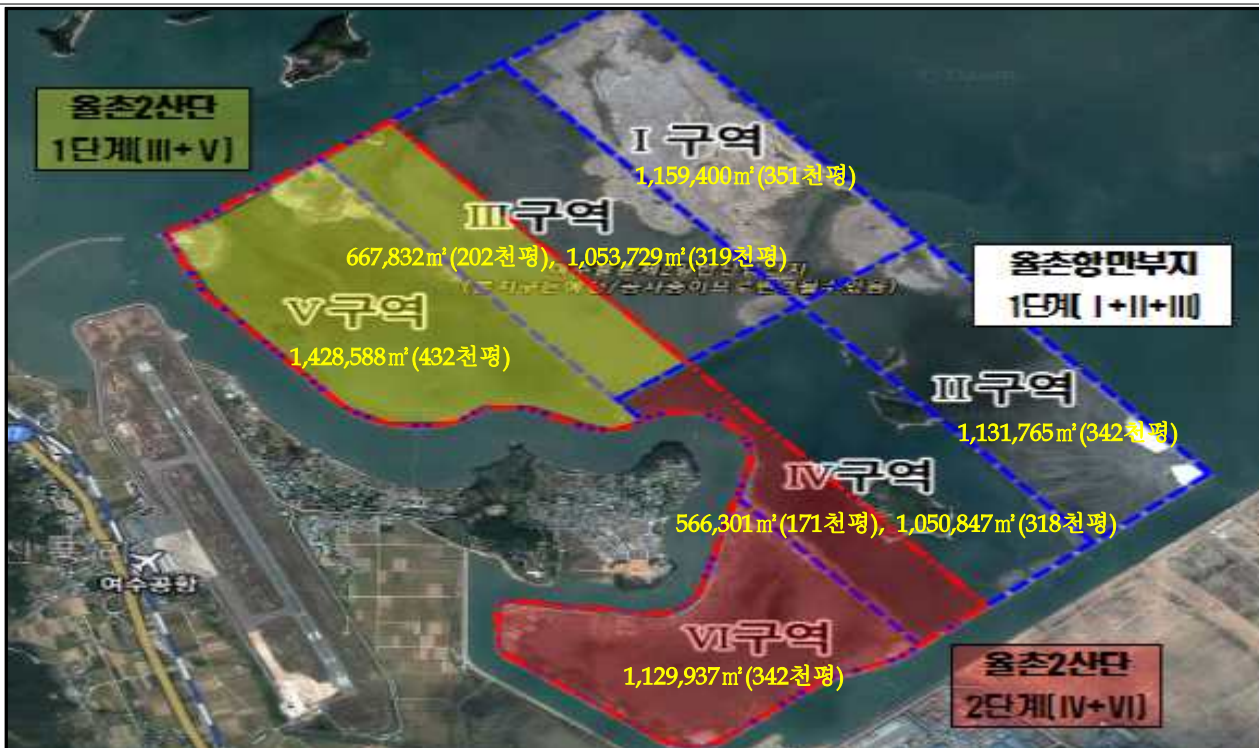 율촌2산단
1단계[III+V]
I 구역
1,159,400㎡(351천평)
III구역
667,832㎡(202천평), 1,053,729㎡(319천평)
율촌항만부지
1단계[I+II+III]
V구역
1,428,588㎡(432천평)
II구역
1,131,765㎡(342천평)
IV구역
566,301㎡(171천평), 1,050,847㎡(318천평)
여수공항
VI구역
1,129,937㎡(342천평)
율촌2산단
2단계[IV+VI]